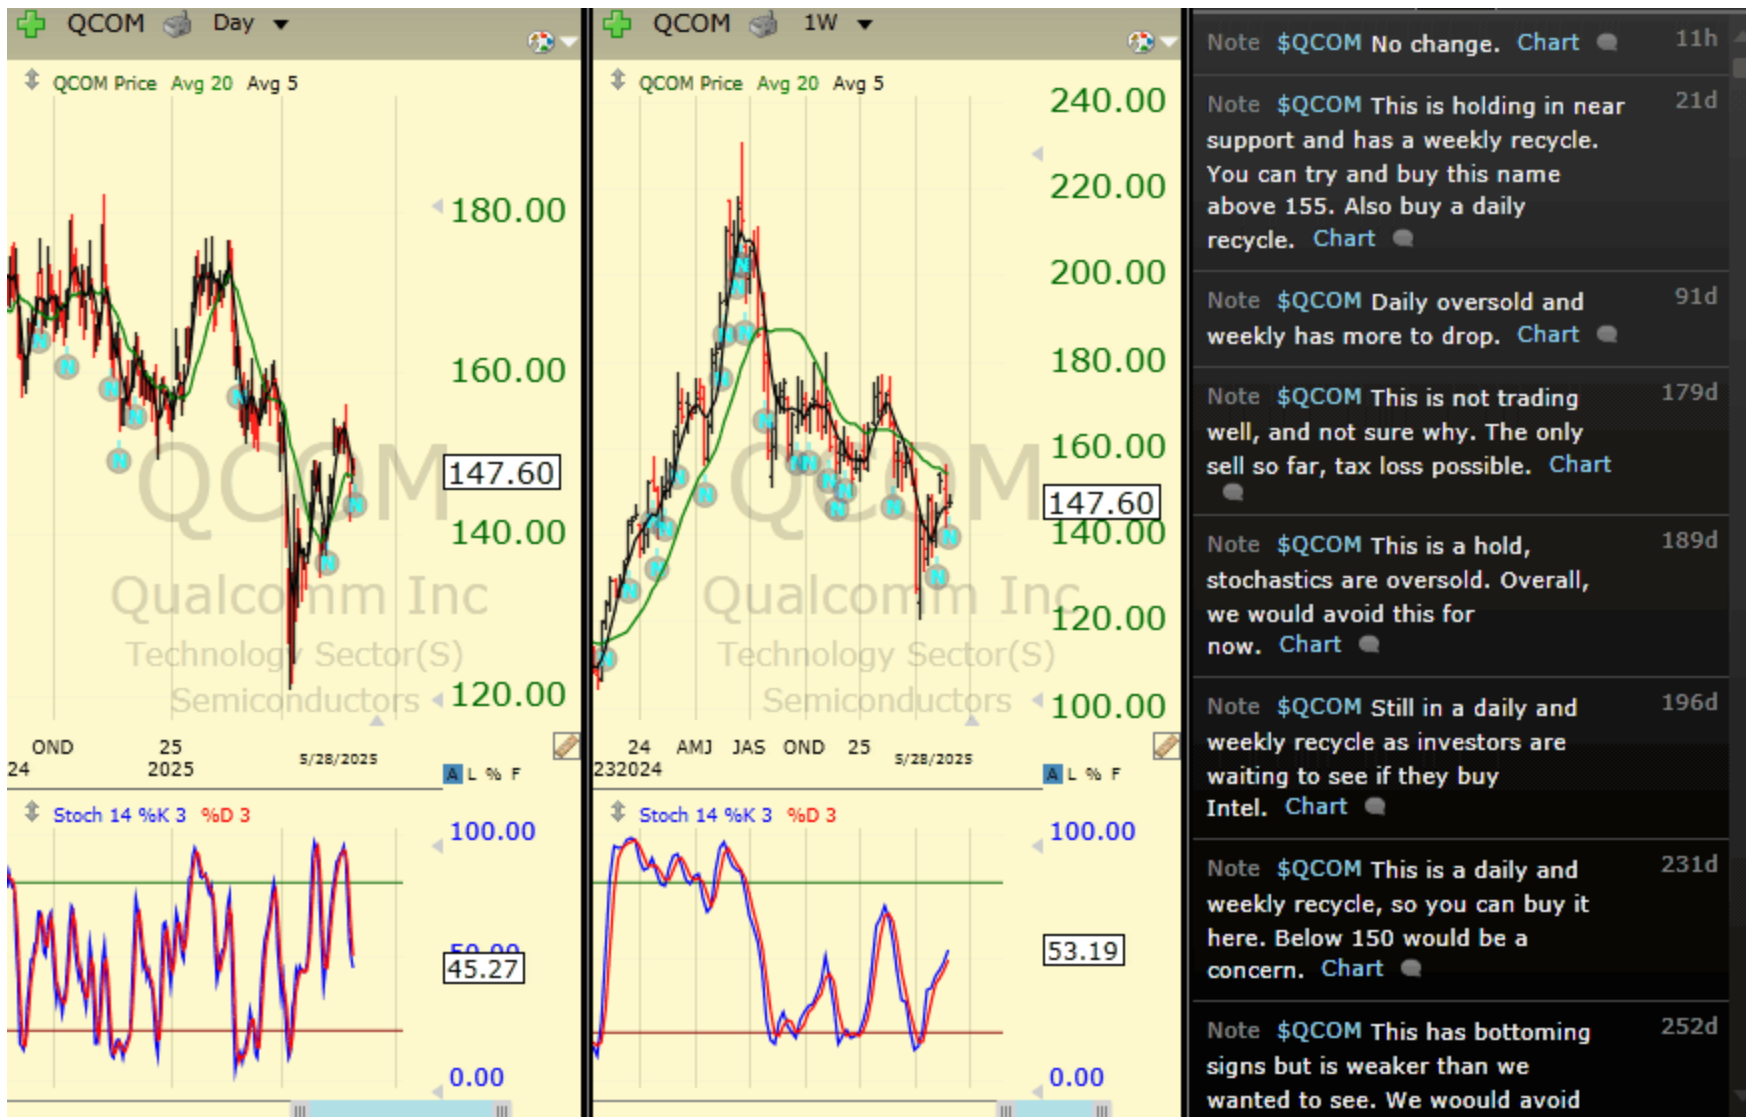 QCOM Day
QCOM Price Avg 20 Avg 5
180.00
160.00
147.60
140.00
120.00
QCOM
Qualcomm Inc
Technology Sector(S)
Semiconductors
OND 25
24 2025 5/28/2025
A L % F
Stoch 14 %K 3 %D 3
100.00
50.00
45.27
0.00
QCOM 1W
QCOM Price Avg 20 Avg 5
240.00
220.00
200.00
180.00
160.00
147.60
140.00
120.00
100.00
QCOM
Qualcomm Inc
Technology Sector(S)
Semiconductors
24 AMJ JAS OND 25
232024 5/28/2025
A L % F
Stoch 14 %K 3 %D 3
100.00
53.19
0.00
Note $QCOM No change. Chart 11h
Note $QCOM This is holding in near 21d
support and has a weekly recycle.
You can try and buy this name
above 155. Also buy a daily
recycle. Chart
Note $QCOM Daily oversold and 91d
weekly has more to drop. Chart
Note $QCOM This is not trading 179d
well, and not sure why. The only
sell so far, tax loss possible. Chart
Note $QCOM This is a hold, 189d
stochastics are oversold. Overall,
we would avoid this for
now. Chart
Note $QCOM Still in a daily and 196d
weekly recycle as investors are
waiting to see if they buy
Intel. Chart
Note $QCOM This is a daily and 231d
weekly recycle, so you can buy it
here. Below 150 would be a
concern. Chart
Note $QCOM This has bottoming 252d
signs but is weaker than we
wanted to see. We woould avoid